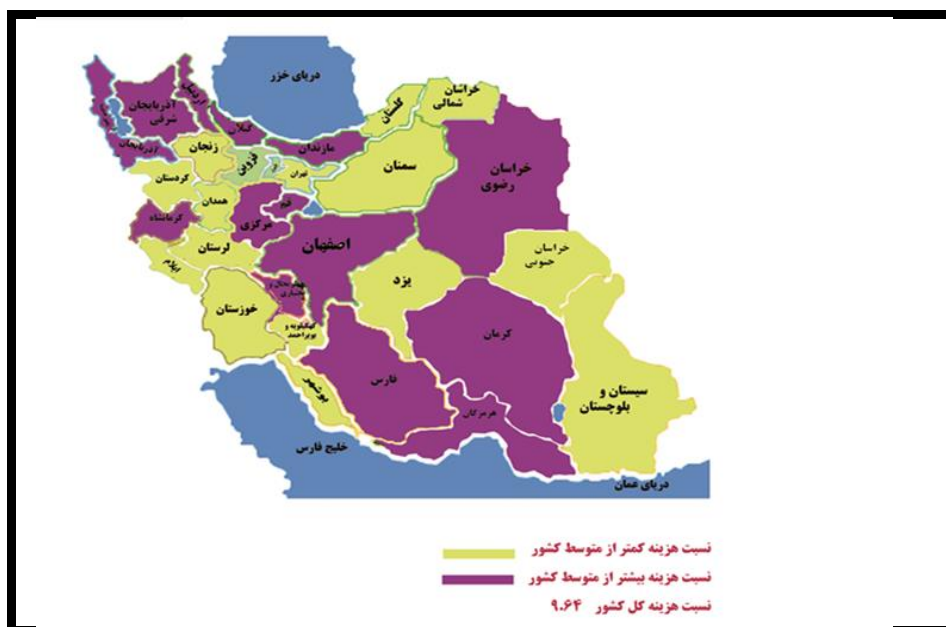 دریای خزر
خراسان
شمالی
گلستان
اردبیل
آذربایجان
شرقی
گیلان
مازندران
آذربایجان
زنجان
قزوین
تهران
سمنان
خراسان
رضوی
کردستان
همدان
قم
مرکزی
کرمانشاه
اصفهان
لرستان
ایلام
خراسان
جنوبی
یزد
چهارمحال و
بختیاری
خوزستان
کهگیلویه و
بویراحمد
کرمان
فارس
بوشهر
هرمزگان
سیستان و
بلوچستان
خلیج فارس
دریای عمان
نسبت هزینه کمتر از متوسط کشور
نسبت هزینه بیشتر از متوسط کشور
نسبت هزینه کل کشور ۹.۶۴